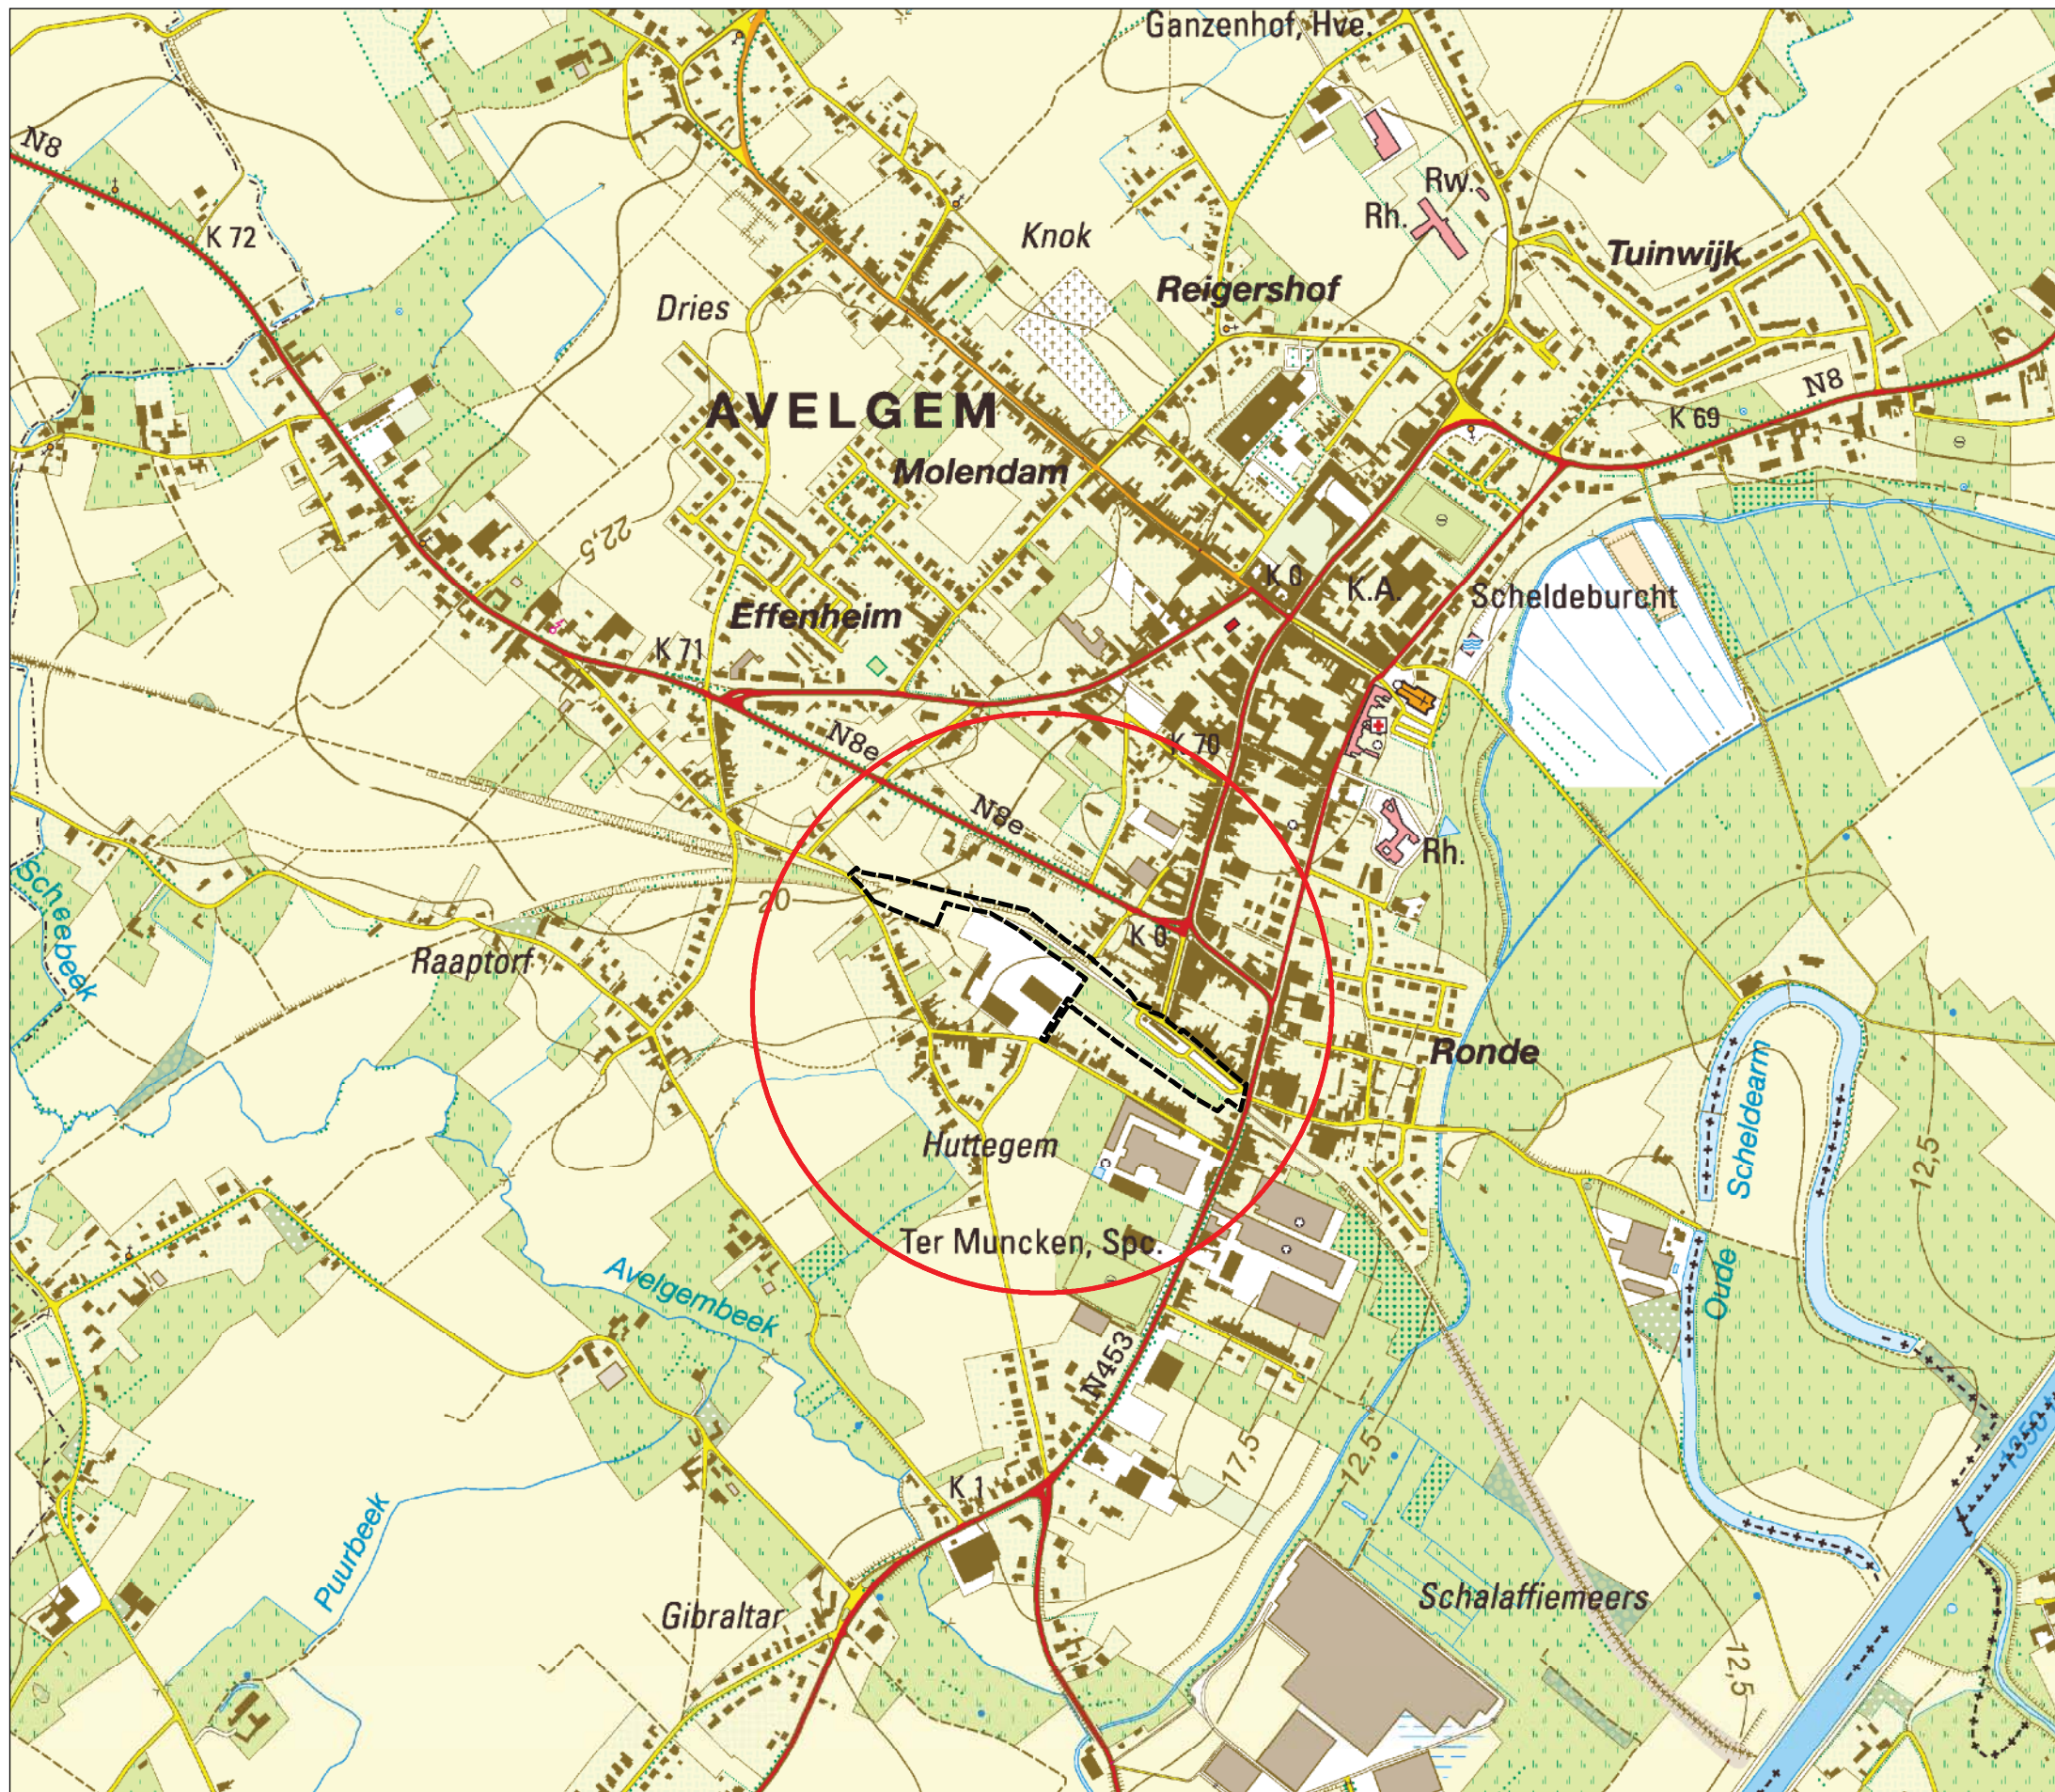 Ganzenhof, Hve.
N8
Rw.
Rh.
K 72
Knok
Tuinwijk
Reigershof
Dries
N8
AVELGEM
K 69
Molendam
22,5
K 0
K.A.
Scheldeburcht
Effenheim
K 71
N8e
K 70
N8e
Rh.
Scheebeek
20
K 0
Raaptorf
Ronde
Scheldearm
Huttegem
12,5
Ter Muncken, Spc.
Avelgembeek
Oude
N453
1350
17,5
12,5
K 1
Puurbeek
Gibraltar
Schalaffiemeers
12,5